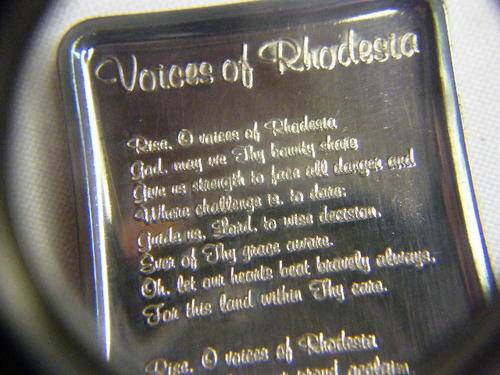 Voices of Rhodesia
Rise, O voices of Rhodesia
God, may we Thy bounty share
Give us strength to face all danger and
Where challenge is, to dare;
Guide us, Lord, to wise decision,
Ever of Thy grace aware.
Oh, let our hearts beat bravely always,
For this land within Thy care.
Rise, O voices of Rhodesia
proud acclaim